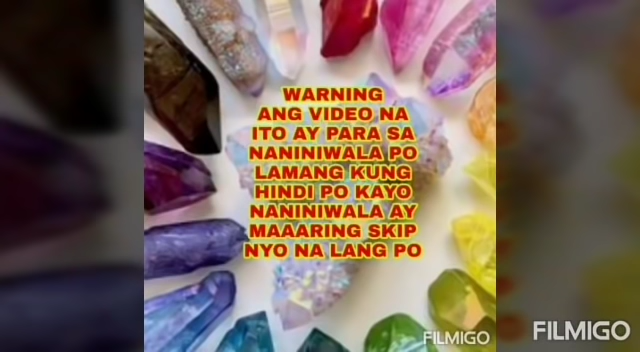 WARNING
ANG VIDEO NA
ITO AY PARA SA
NANINIWALA PO
LAMANG KUNG
HINDI PO KAYO
NANINIWALA AY
MAAARING SKIP
NYO NA LANG PO
FILMIGO
FILMIGO